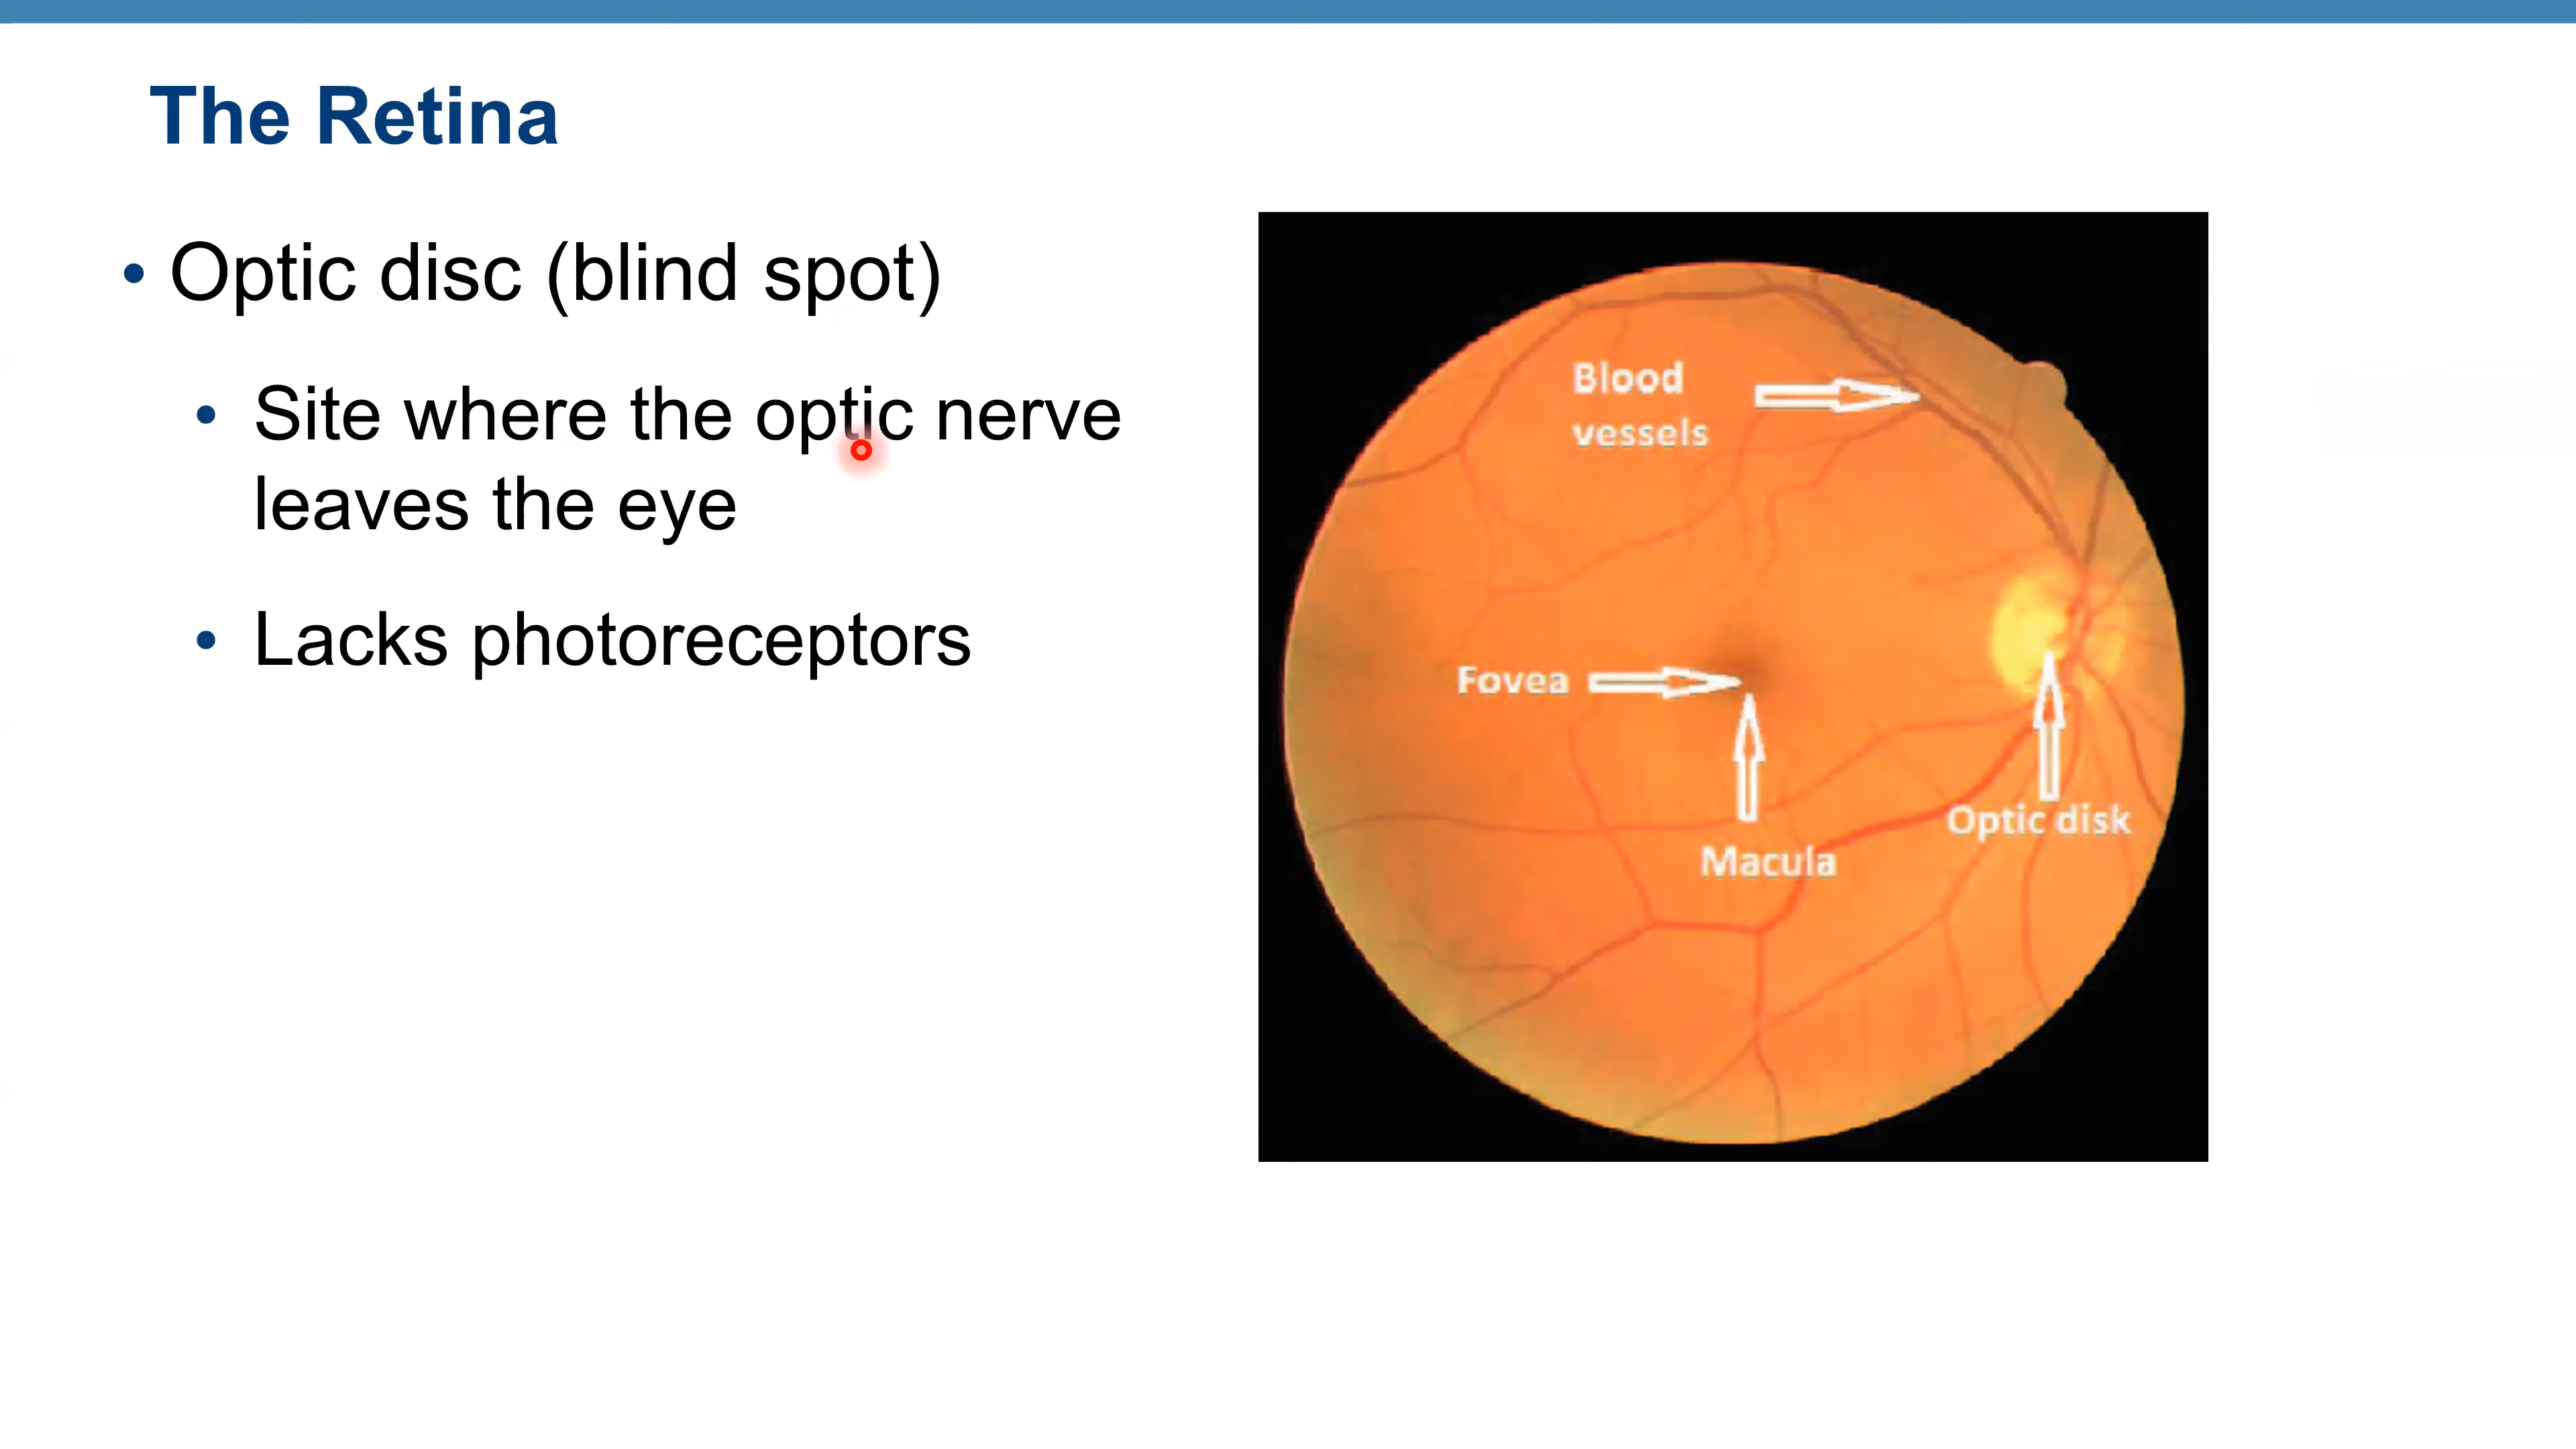 The Retina
• Optic disc (blind spot)
• Site where the optic nerve
leaves the eye
• Lacks photoreceptors
Blood
vessels
Fovea
Macula
Optic disk